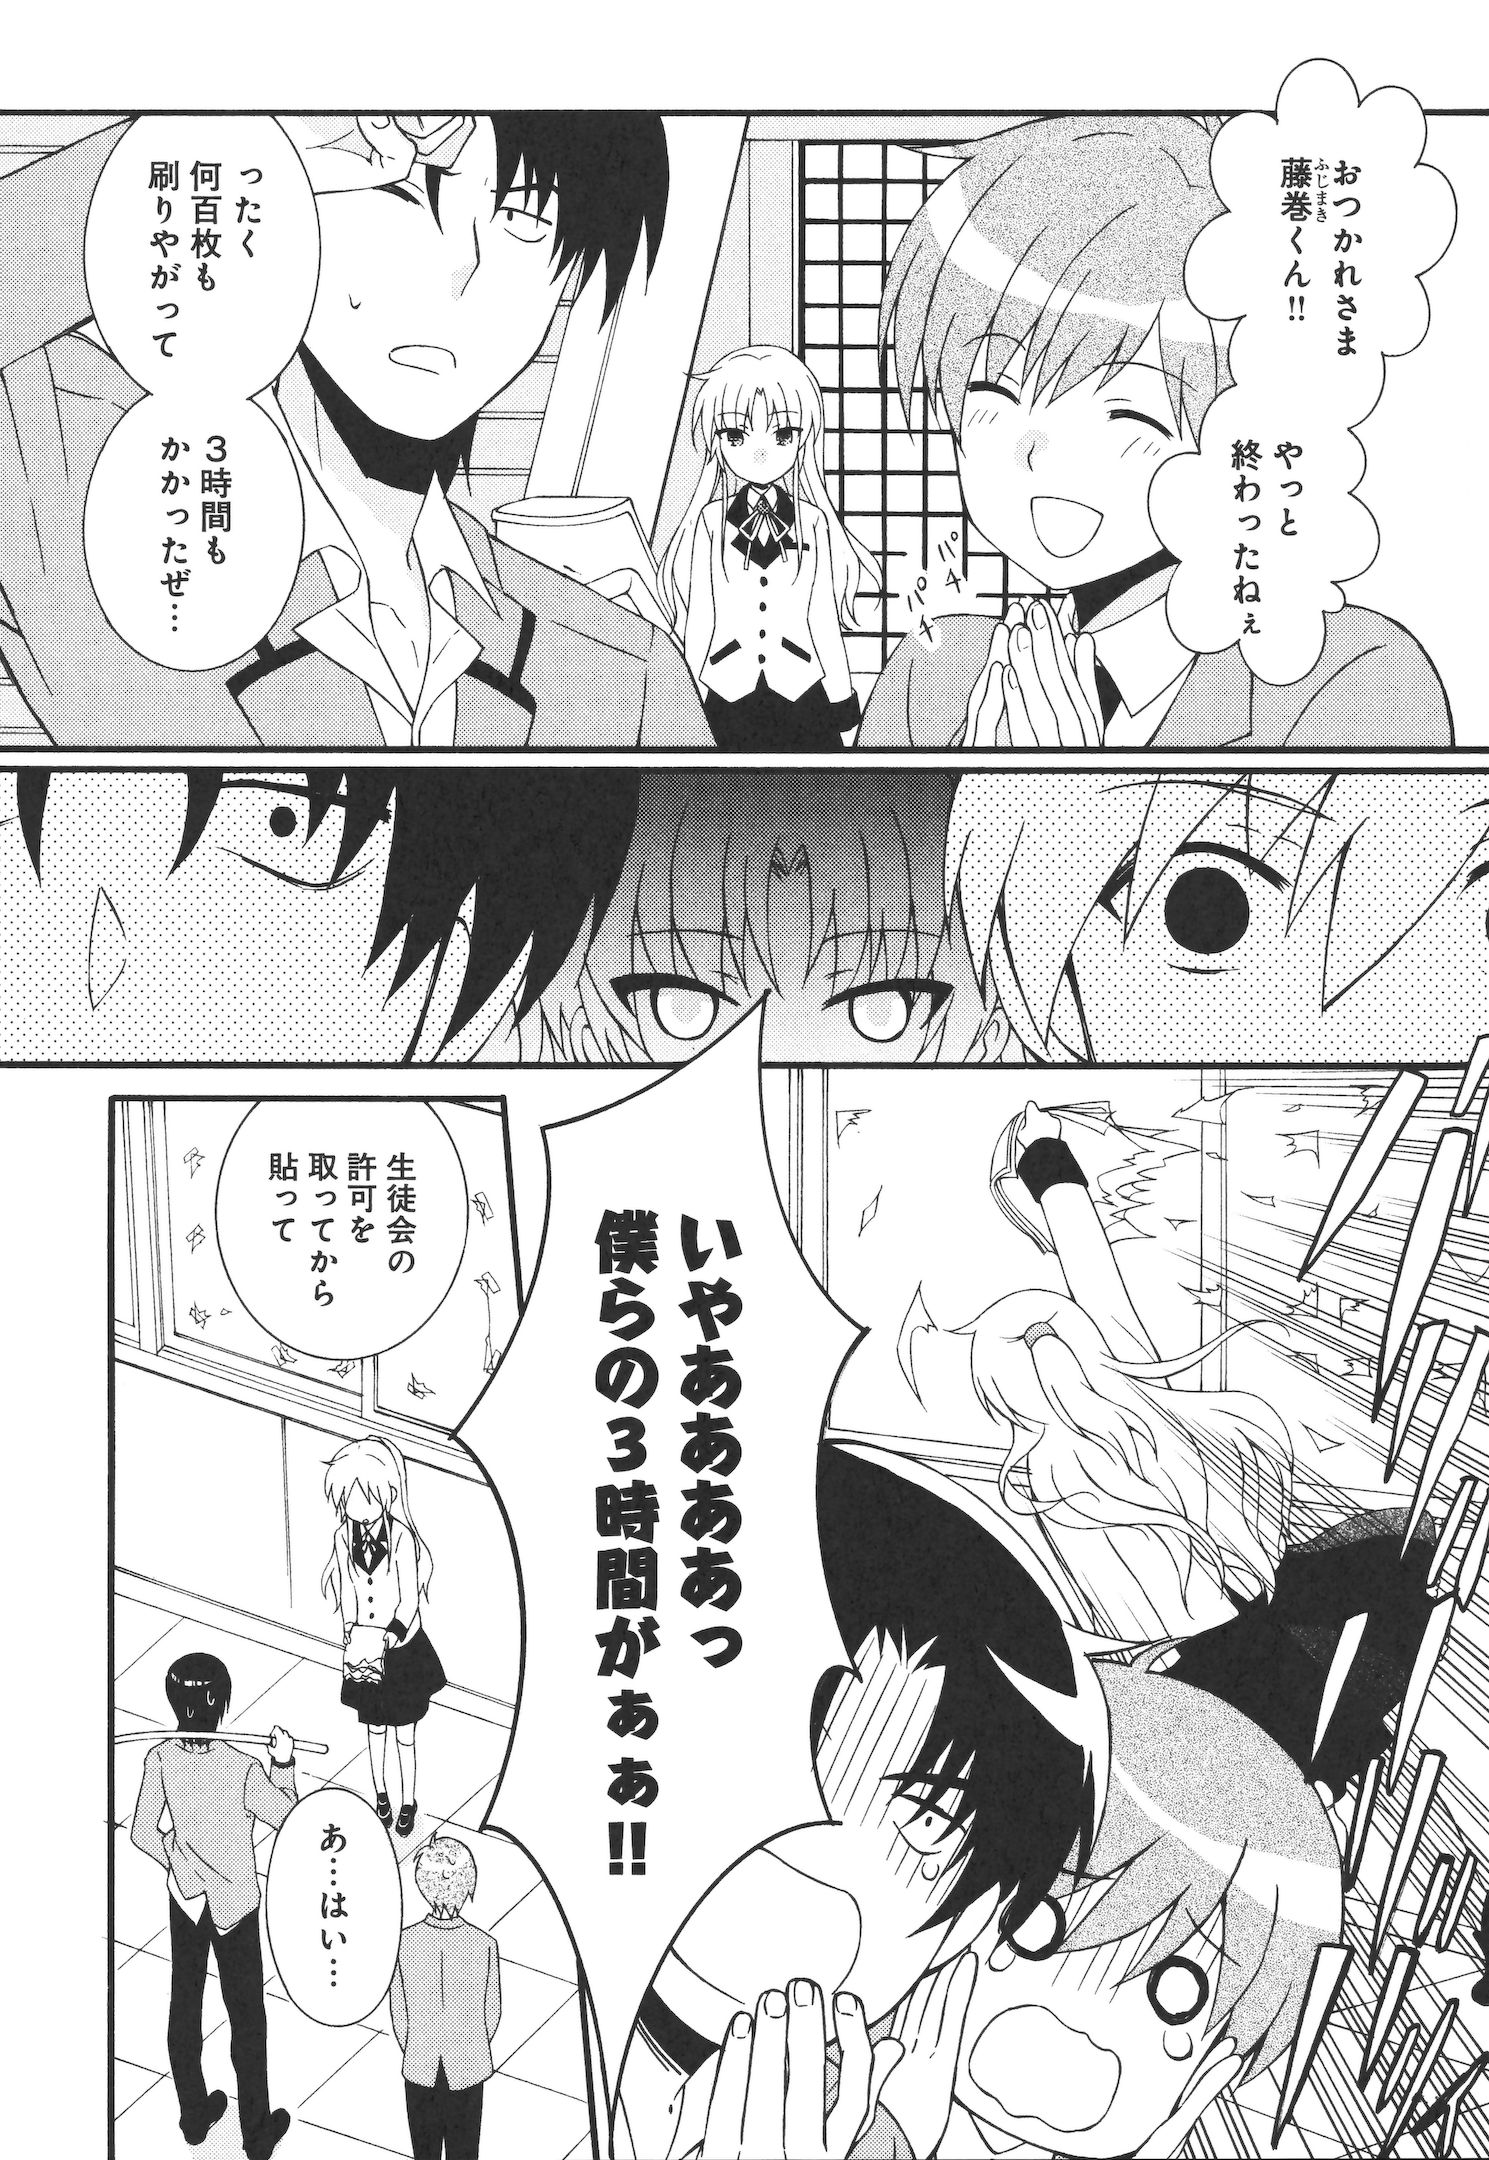 おつかれさま
藤巻くん!!
ふじまき
やっと
終わったねぇ
パチ
パチ
ったく
何百枚も
刷りやがって
3時間も
かかったぜ…
いやああああっ
僕らの3時間がぁぁ!!
生徒会の
許可を
取ってから
貼って
あ…はい…